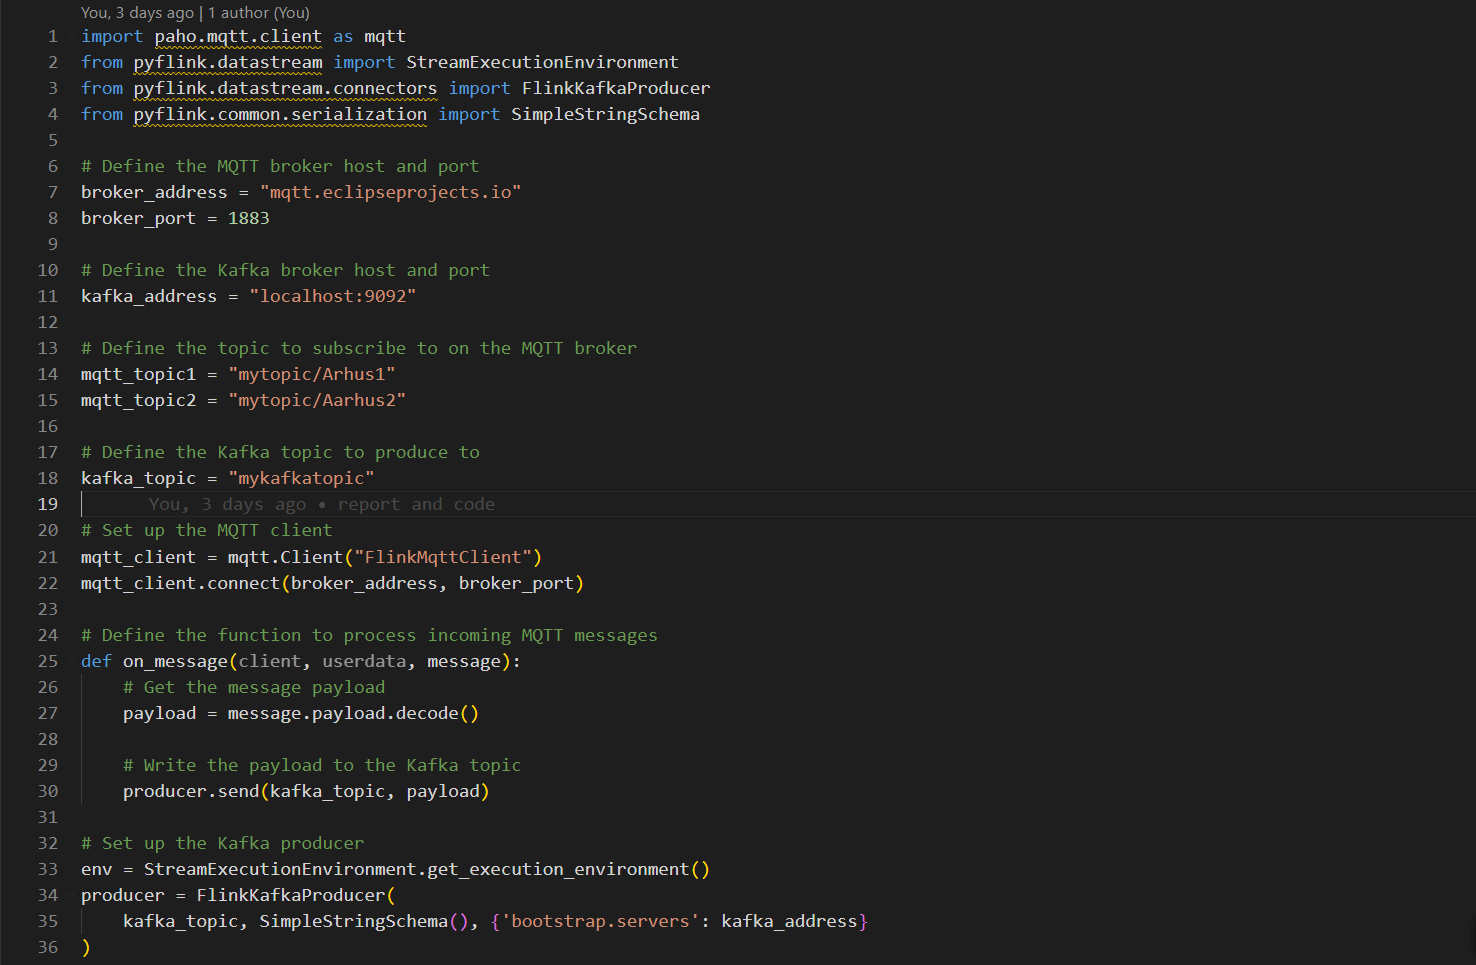 You, 3 days ago | 1 author (You)
1 import paho.mqtt.client as mqtt
2 from pyflink.datastream import StreamExecutionEnvironment
3 from pyflink.datastream.connectors import FlinkKafkaProducer
4 from pyflink.common.serialization import SimpleStringSchema
5
6 # Define the MQTT broker host and port
7 broker_address = "mqtt.eclipseprojects.io"
8 broker_port = 1883
9
10 # Define the Kafka broker host and port
11 kafka_address = "localhost:9092"
12
13 # Define the topic to subscribe to on the MQTT broker
14 mqtt_topic1 = "mytopic/Arhus1"
15 mqtt_topic2 = "mytopic/Aarhus2"
16
17 # Define the Kafka topic to produce to
18 kafka_topic = "mykafkatopic"
19 You, 3 days ago • report and code
20 # Set up the MQTT client
21 mqtt_client = mqtt.Client("FlinkMqttClient")
22 mqtt_client.connect(broker_address, broker_port)
23
24 # Define the function to process incoming MQTT messages
25 def on_message(client, userdata, message):
26     # Get the message payload
27     payload = message.payload.decode()
28
29     # Write the payload to the Kafka topic
30     producer.send(kafka_topic, payload)
31
32 # Set up the Kafka producer
33 env = StreamExecutionEnvironment.get_execution_environment()
34 producer = FlinkKafkaProducer(
35     kafka_topic, SimpleStringSchema(), {'bootstrap.servers': kafka_address}
36 )